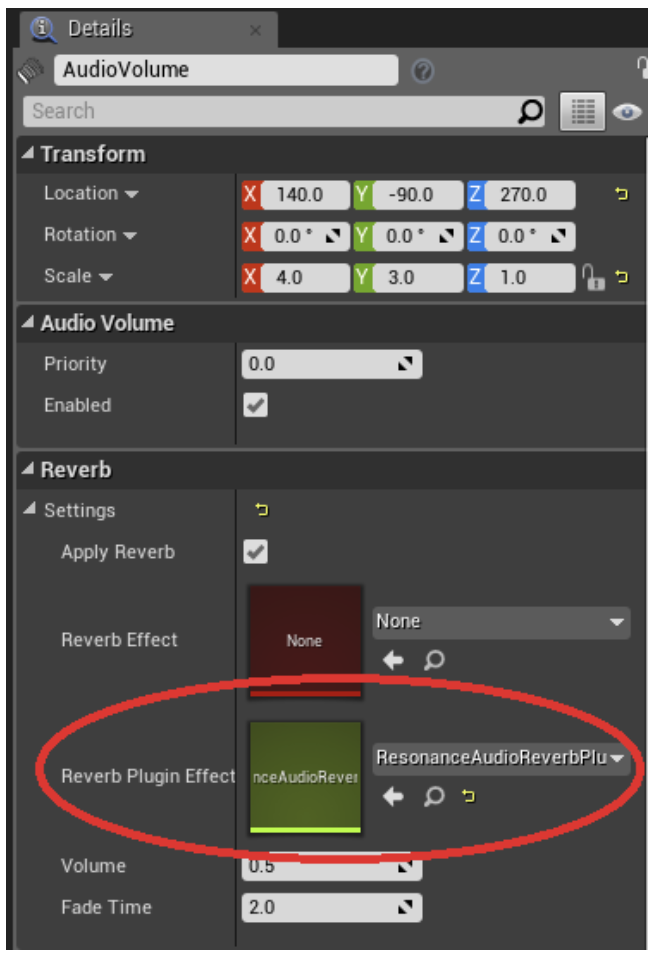 Details
AudioVolume
Search
Transform
Location X 140.0 Y -90.0 Z 270.0
Rotation X 0.0 ° Y 0.0 ° Z 0.0 °
Scale X 4.0 Y 3.0 Z 1.0
Audio Volume
Priority 0.0
Enabled
Reverb
Settings
Apply Reverb
Reverb Effect None None
Reverb Plugin Effect nceAudioRever ResonanceAudioReverbPlu
Volume 0.5
Fade Time 2.0